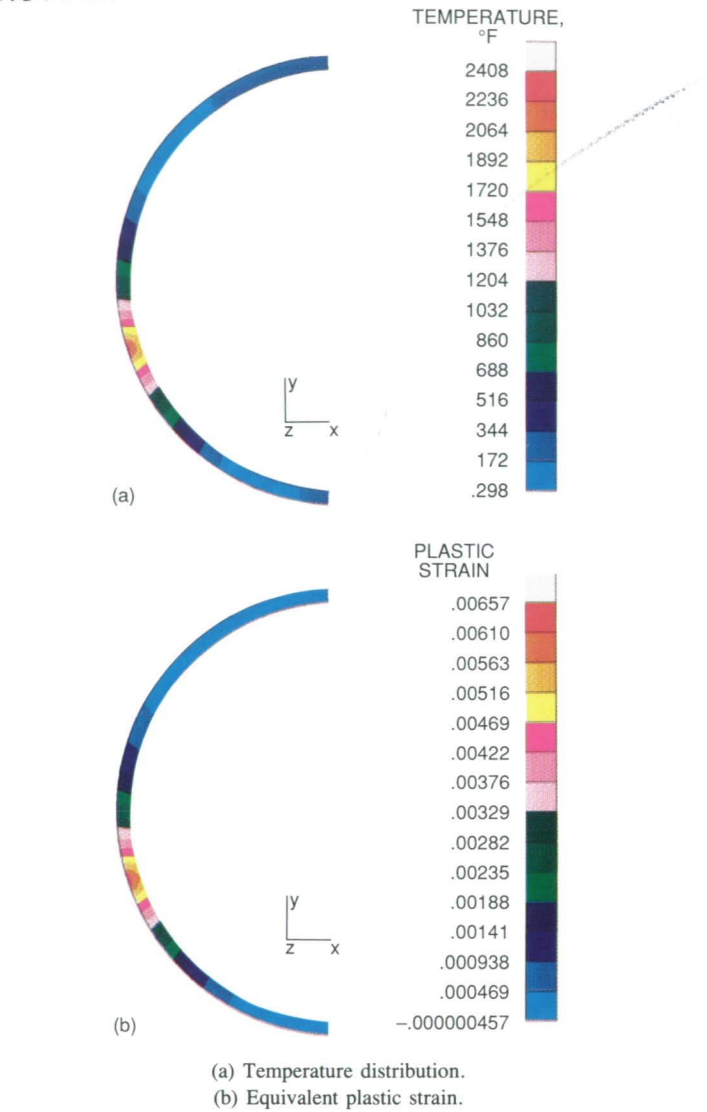 TEMPERATURE,
°F
2408
2236
2064
1892
1720
1548
1376
1204
1032
860
688
516
344
172
.298
y
z x
(a)
PLASTIC
STRAIN
.00657
.00610
.00563
.00516
.00469
.00422
.00376
.00329
.00282
.00235
.00188
.00141
.000938
.000469
−.000000457
y
z x
(b)
(a) Temperature distribution.
(b) Equivalent plastic strain.